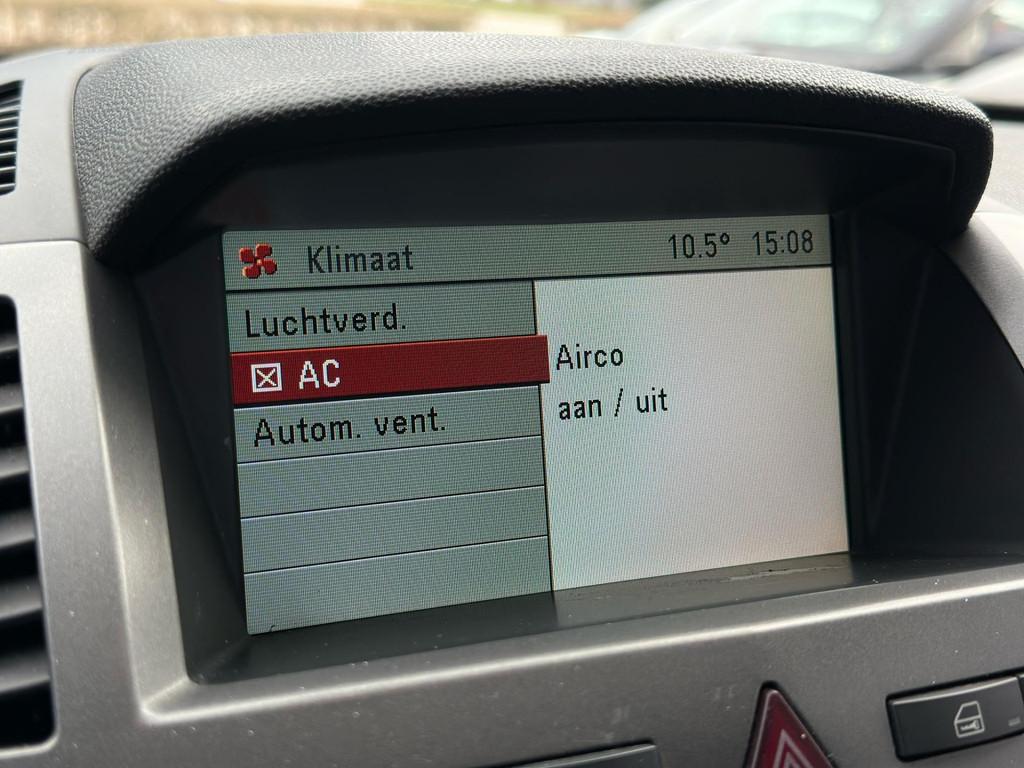 Klimaat 10.5° 15:08
Luchtverd.
AC
Autom. vent.
Airco
aan / uit